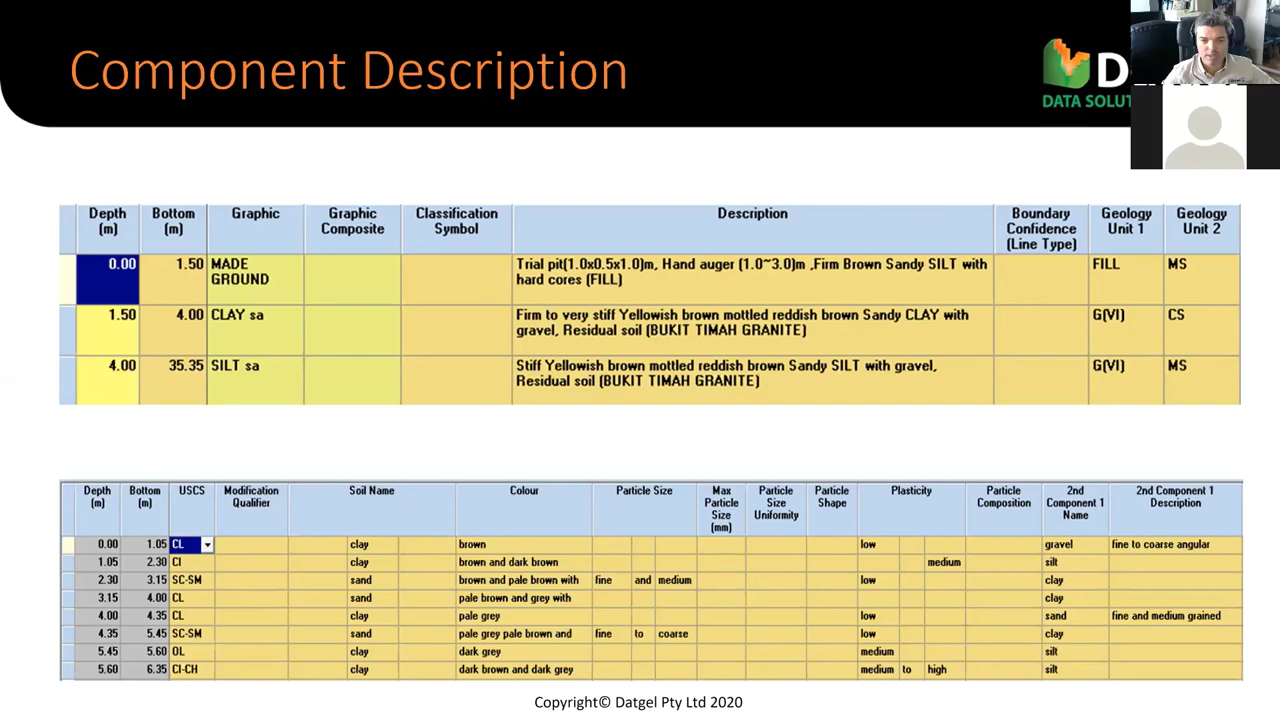 Component Description
D
DATA SOLUT
Depth (m) Bottom (m) Graphic Graphic Composite Classification Symbol Description Boundary Confidence (Line Type) Geology Unit 1 Geology Unit 2
0.00 1.50 MADE GROUND Trial pit(1.0x0.5x1.0)m, Hand auger (1.0~3.0)m ,Firm Brown Sandy SILT with hard cores (FILL) FILL MS
1.50 4.00 CLAY sa Firm to very stiff Yellowish brown mottled reddish brown Sandy CLAY with gravel, Residual soil (BUKIT TIMAH GRANITE) G(VI) CS
4.00 35.35 SILT sa Stiff Yellowish brown mottled reddish brown Sandy SILT with gravel, Residual soil (BUKIT TIMAH GRANITE) G(VI) MS
Depth (m) Bottom (m) USCS Modification Qualifier Soil Name Colour Particle Size Max Particle Size (mm) Particle Size Uniformity Particle Shape Plasticity Particle Composition 2nd Component 1 Name 2nd Component 1 Description
0.00 1.05 CL clay brown low gravel fine to coarse angular
1.05 2.30 CI clay brown and dark brown medium silt
2.30 3.15 SC-SM sand brown and pale brown with fine and medium low clay
3.15 4.00 CL sand pale brown and grey with clay
4.00 4.35 CL clay pale grey low sand fine and medium grained
4.35 5.45 SC-SM sand pale grey pale brown and fine to coarse low clay
5.45 5.60 OL clay dark grey medium silt
5.60 6.35 CI-CH clay dark brown and dark grey medium to high silt
Copyright© Datgel Pty Ltd 2020